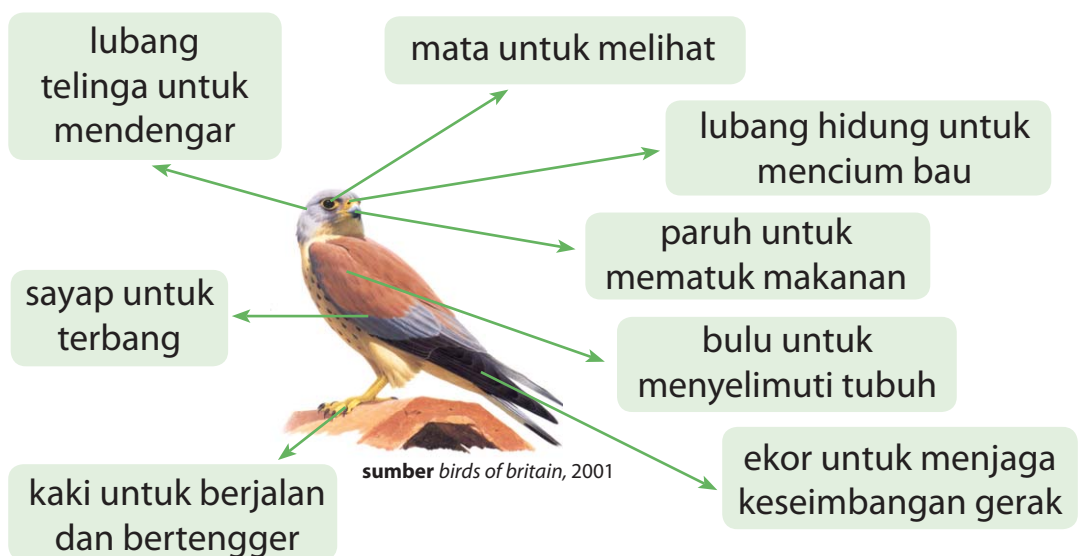 lubang
telinga untuk
mendengar
mata untuk melihat
lubang hidung untuk
mencium bau
paruh untuk
mematuk makanan
sayap untuk
terbang
bulu untuk
menyelimuti tubuh
ekor untuk menjaga
keseimbangan gerak
kaki untuk berjalan
dan bertengger
sumber birds of britain, 2001